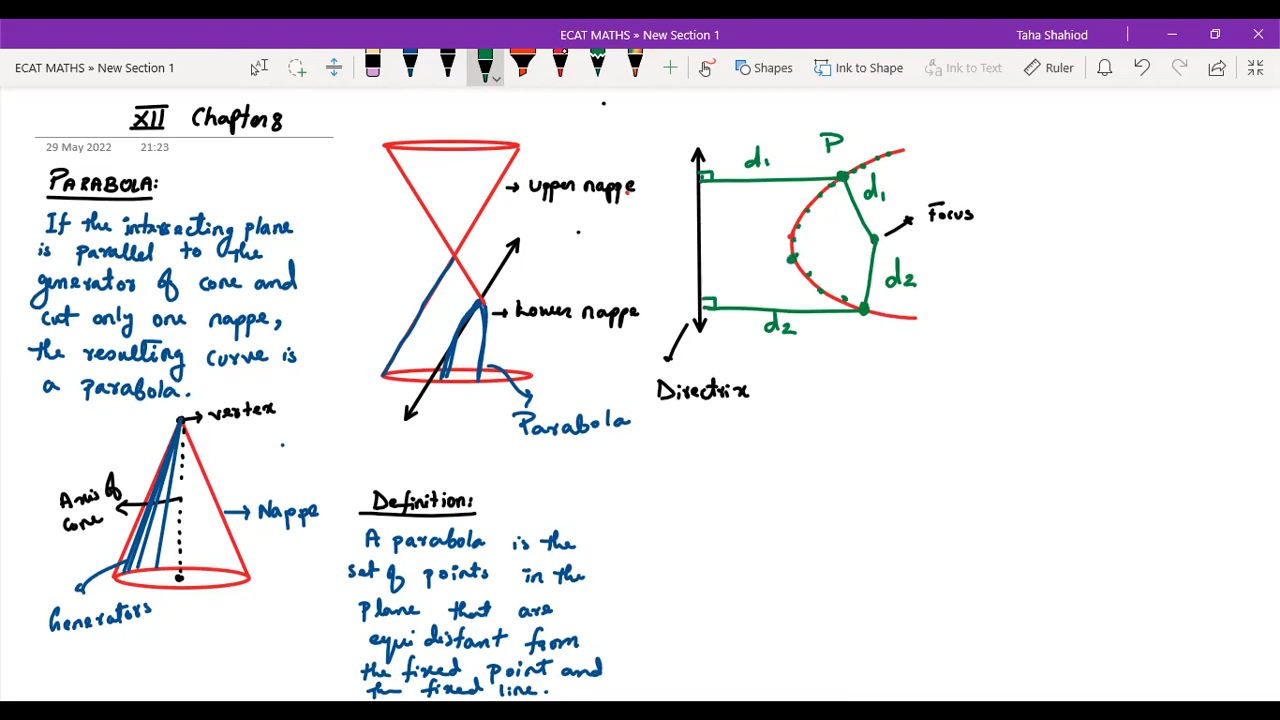 ECAT MATHS » New Section 1
Taha Shahiod
ECAT MATHS » New Section 1
Shapes
Ink to Shape
Ink to Text
Ruler
XII Chapter 8
29 May 2022 21:23
PARABOLA:
If the intersecting plane
is parallel to the
generator of cone and
cut only one nappe,
the resulting curve is
a parabola.
vertex
Axis of
cone
Nappe
Generators
upper nappe
Lower nappe
Parabola
Definition:
A parabola is the
set of points in the
plane that are
equi distant from
the fixed point and
the fixed line.
P
d1
d1
Focus
d2
d2
Directrix